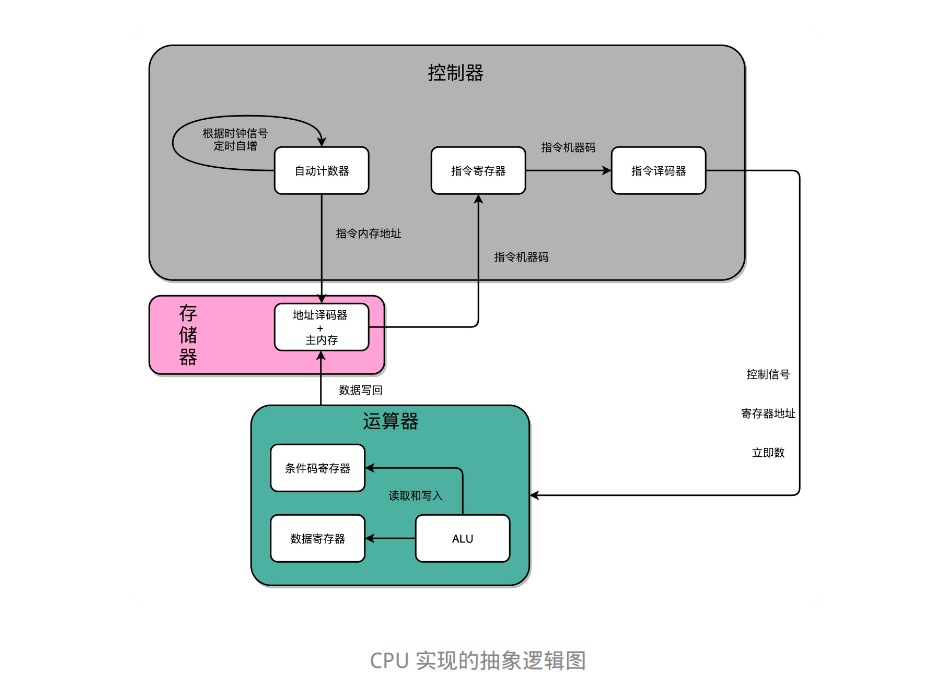 控制器
根据时钟信号
定时自增
自动计数器
指令寄存器
指令机器码
指令译码器
指令内存地址
指令机器码
存
储
器
地址译码器
+
主内存
数据写回
控制信号
寄存器地址
立即数
运算器
条件码寄存器
读取和写入
数据寄存器
ALU
CPU 实现的抽象逻辑图